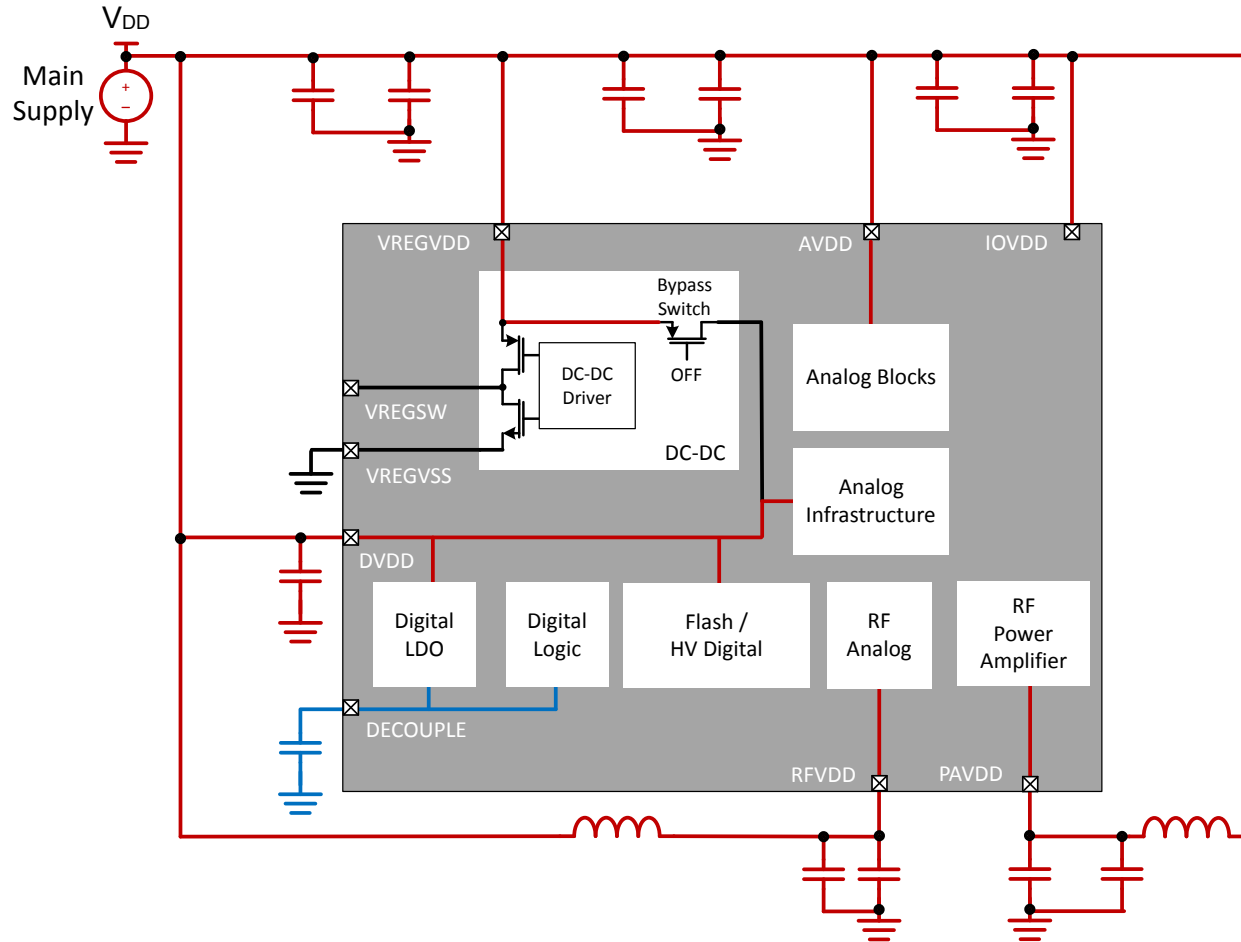 VDD
Main
Supply
+
−
VREGVDD
AVDD
IOVDD
Bypass
Switch
OFF
DC-DC
Driver
DC-DC
Analog Blocks
VREGSW
VREGVSS
Analog
Infrastructure
DVDD
Digital
LDO
Digital
Logic
Flash /
HV Digital
RF
Analog
RF
Power
Amplifier
DECOUPLE
RFVDD
PAVDD